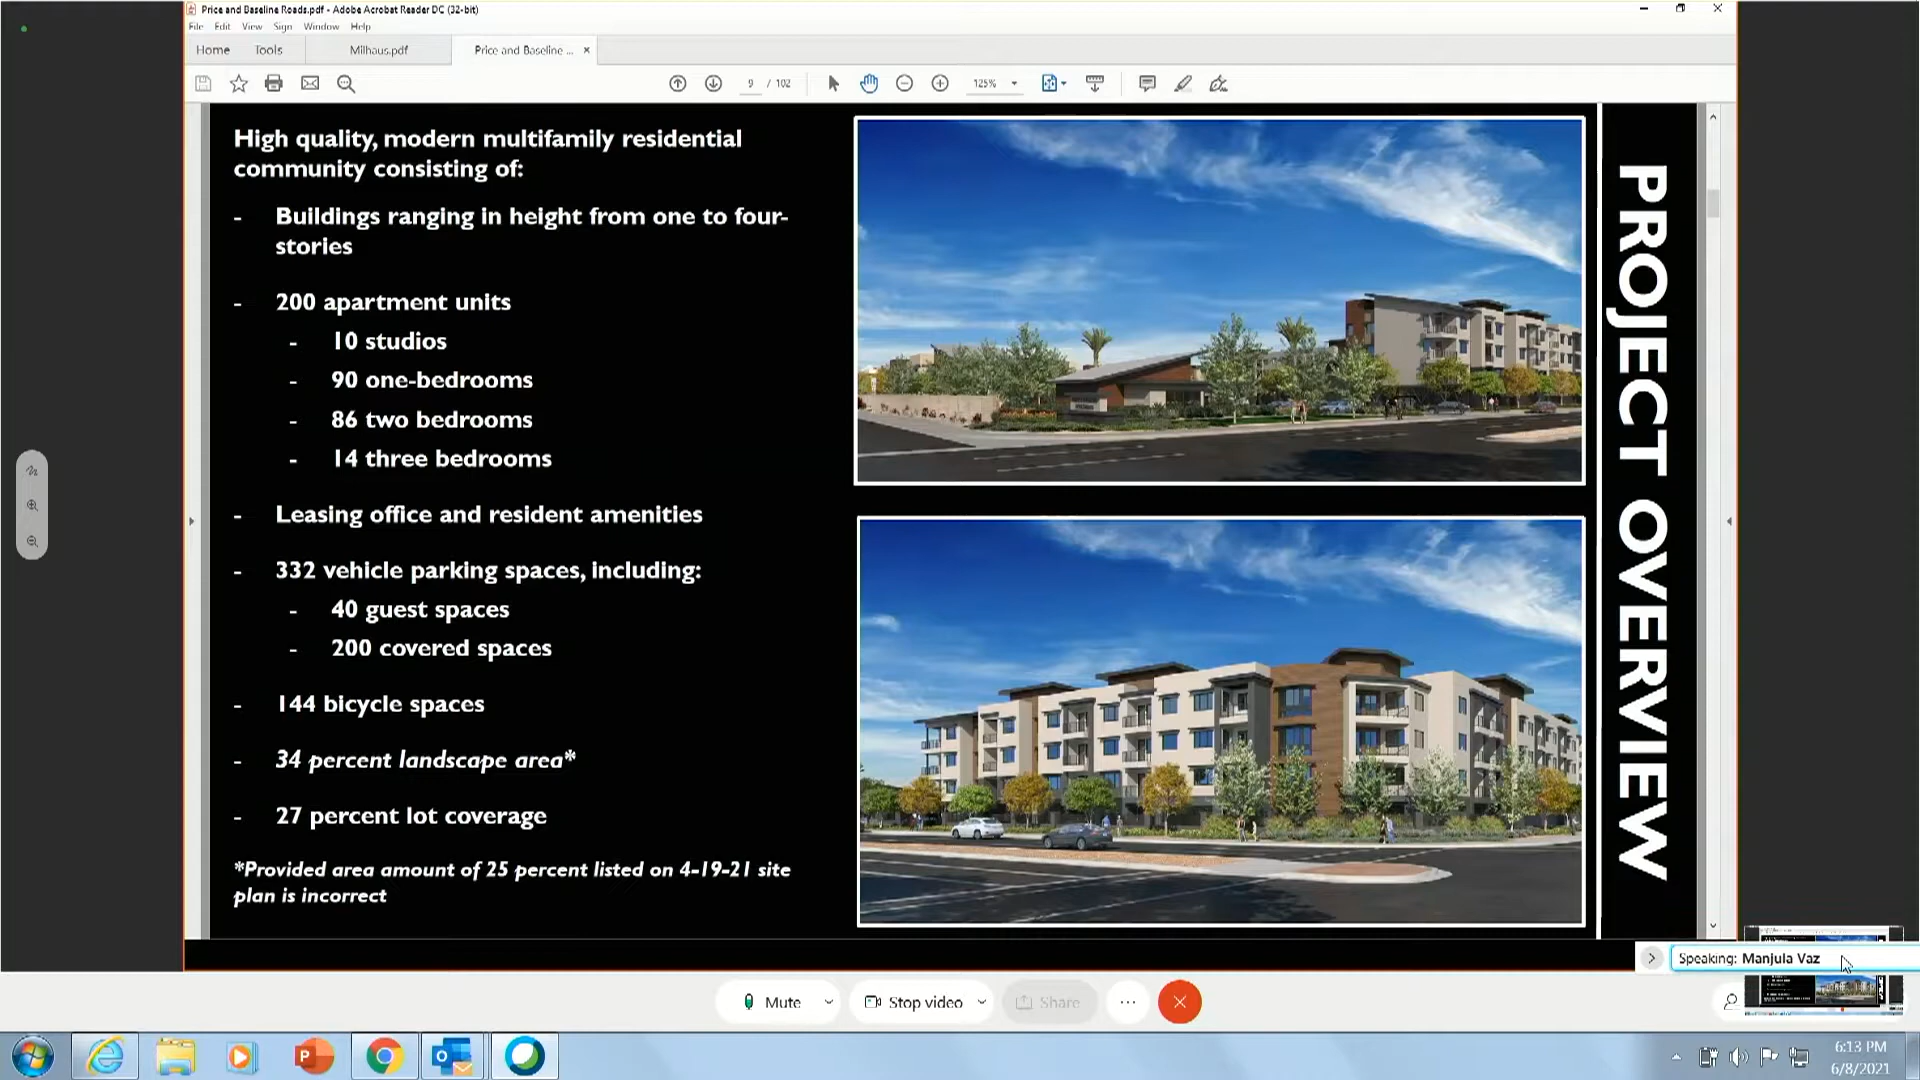 Price and Baseline Roads.pdf - Adobe Acrobat Reader DC (32-bit)
File Edit View Sign Window Help
Home Tools Milhaus.pdf Price and Baseline ... ×
9 / 102 125%
High quality, modern multifamily residential
community consisting of:
- Buildings ranging in height from one to four-
stories
- 200 apartment units
- 10 studios
- 90 one-bedrooms
- 86 two bedrooms
- 14 three bedrooms
- Leasing office and resident amenities
- 332 vehicle parking spaces, including:
- 40 guest spaces
- 200 covered spaces
- 144 bicycle spaces
- 34 percent landscape area*
- 27 percent lot coverage
*Provided area amount of 25 percent listed on 4-19-21 site
plan is incorrect
PROJECT OVERVIEW
Speaking: Manjula Vaz
Mute Stop video Share ...
6:13 PM
6/8/2021